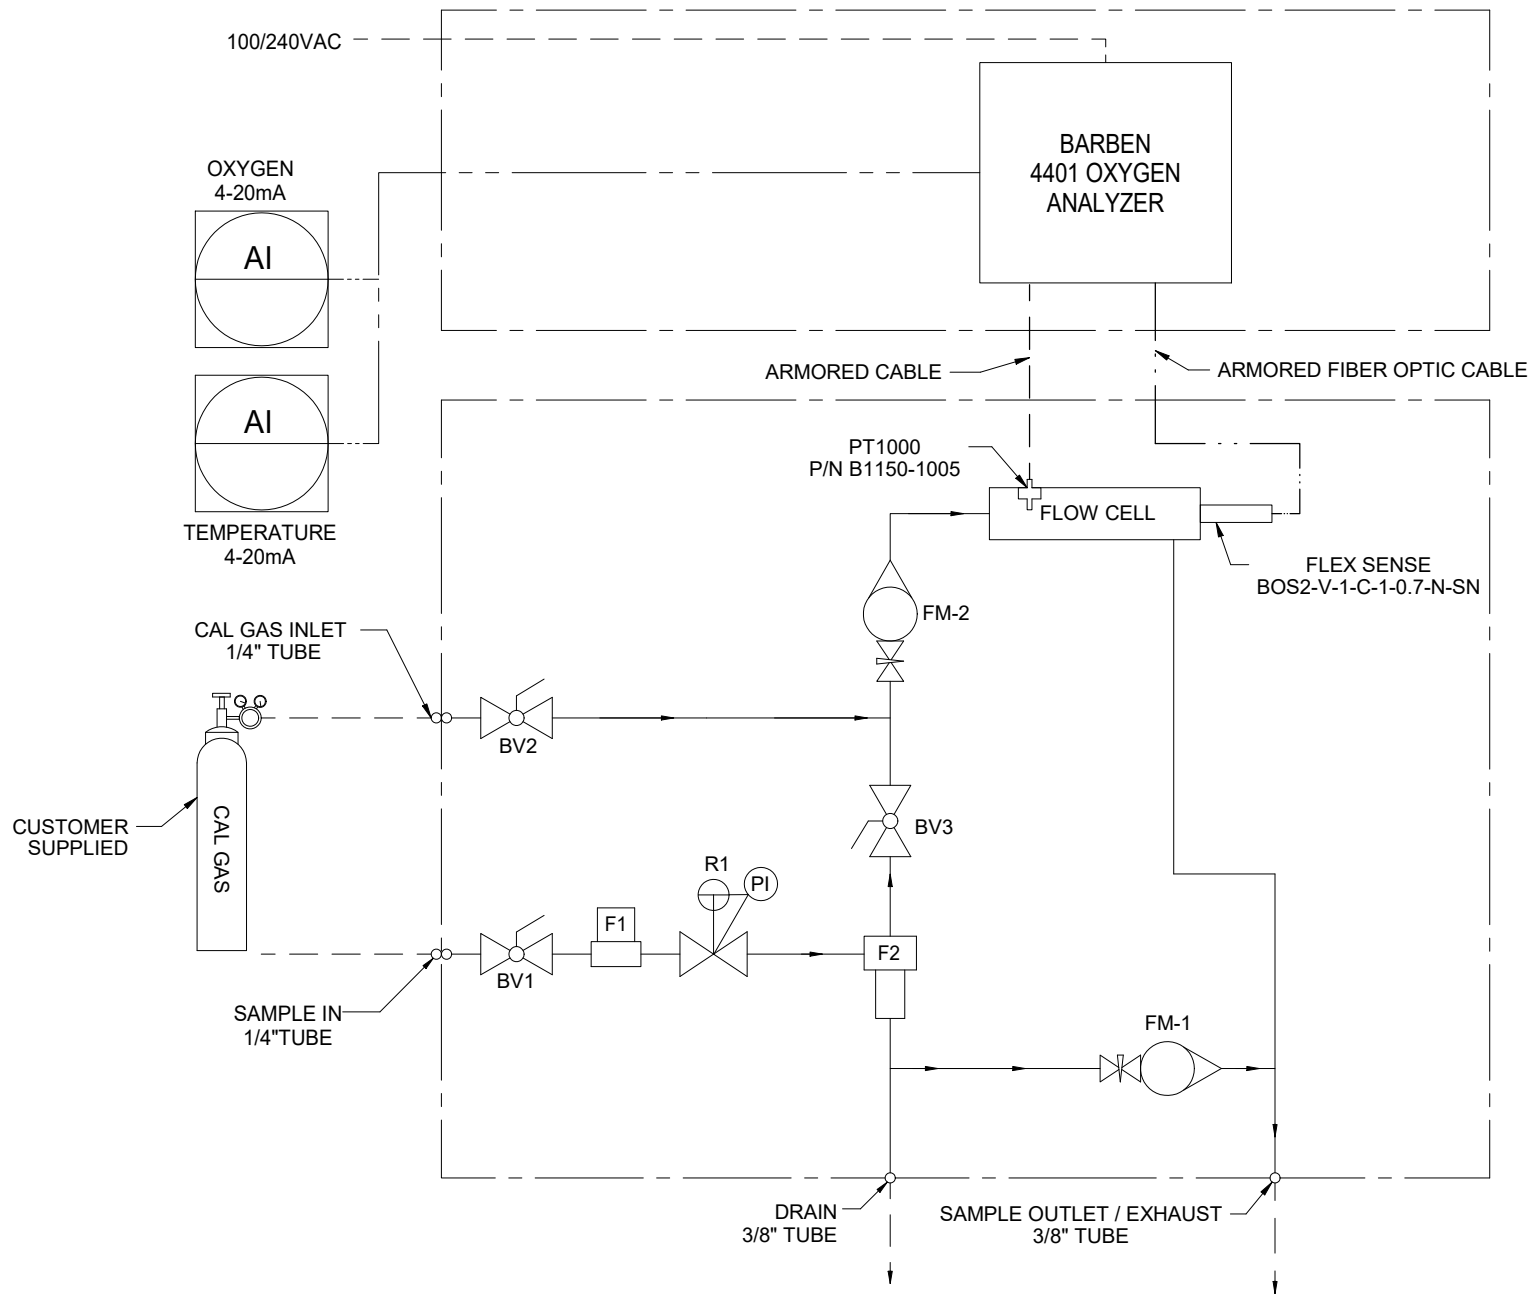 100/240VAC
BARBEN
4401 OXYGEN
ANALYZER
OXYGEN
4-20mA
AI
AI
TEMPERATURE
4-20mA
ARMORED CABLE
ARMORED FIBER OPTIC CABLE
PT1000
P/N B1150-1005
FLOW CELL
FLEX SENSE
BOS2-V-1-C-1-0.7-N-SN
FM-2
CAL GAS INLET
1/4" TUBE
BV2
CUSTOMER
SUPPLIED
CAL GAS
BV3
R1
PI
F1
F2
BV1
SAMPLE IN
1/4"TUBE
FM-1
DRAIN
3/8" TUBE
SAMPLE OUTLET / EXHAUST
3/8" TUBE